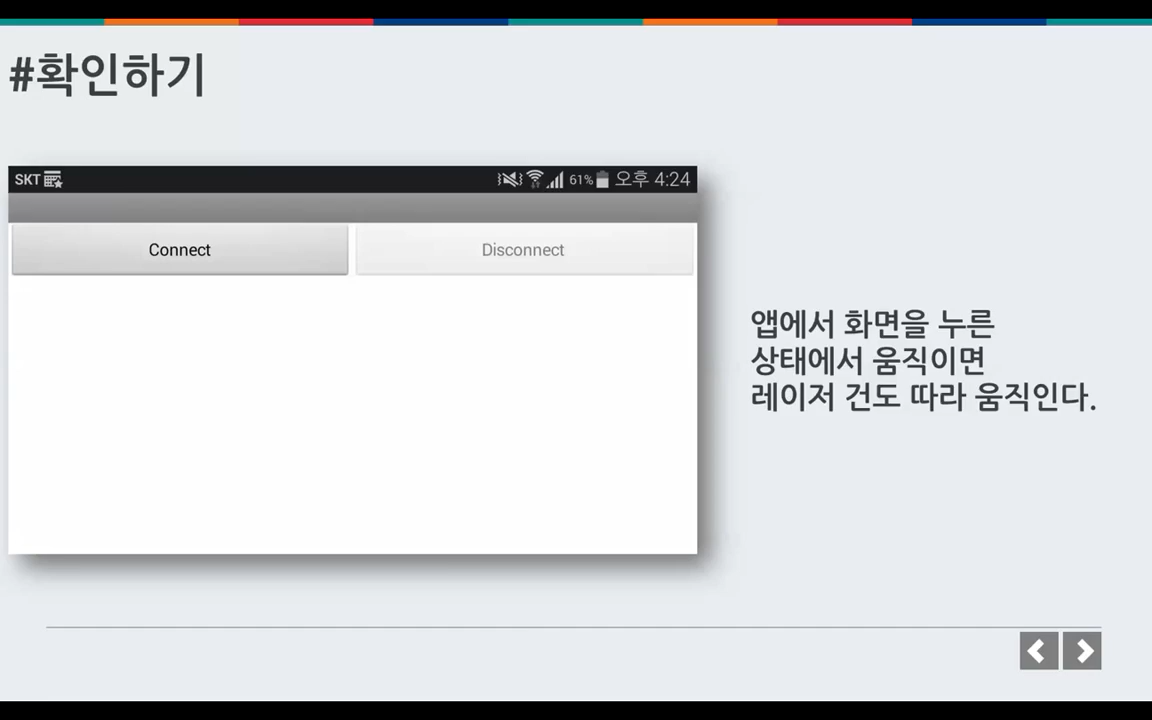 #확인하기
SKT 61% 오후 4:24
Connect Disconnect
앱에서 화면을 누른
상태에서 움직이면
레이저 건도 따라 움직인다.